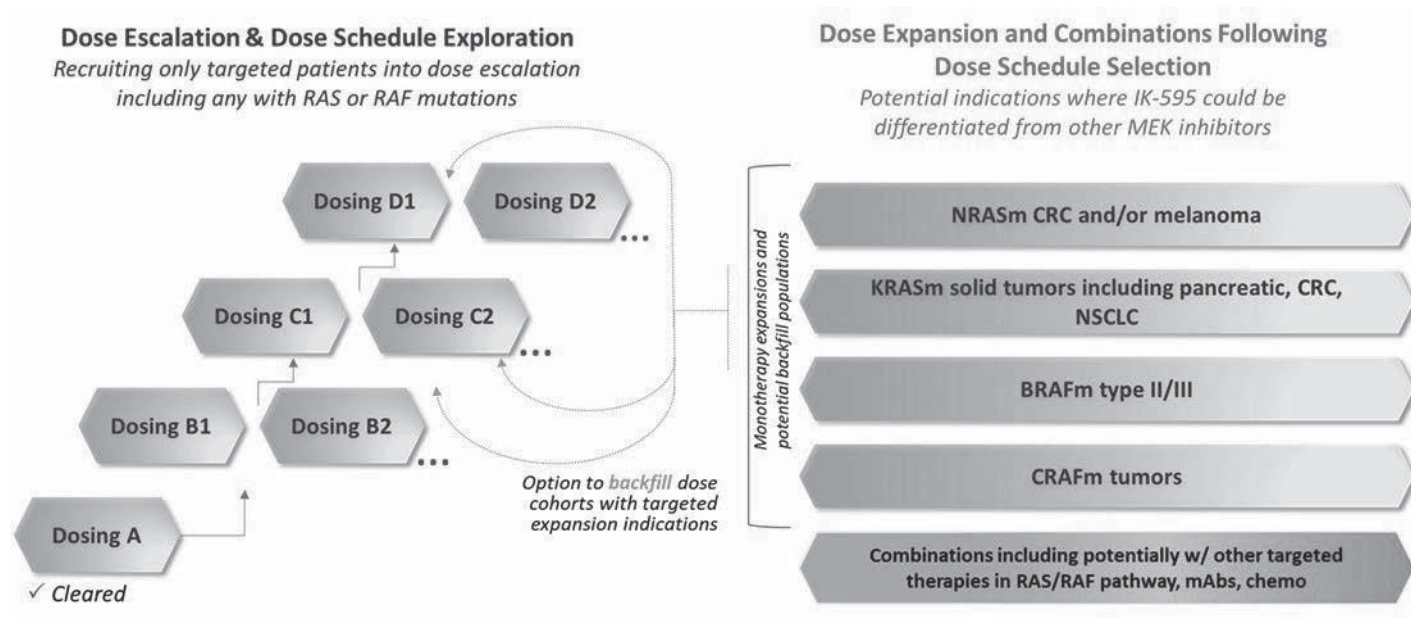 Dose Escalation & Dose Schedule Exploration
Recruiting only targeted patients into dose escalation
including any with RAS or RAF mutations
Dosing D1
Dosing D2
...
Dosing C1
Dosing C2
...
Dosing B1
Dosing B2
...
Dosing A
✓ Cleared
Option to backfill dose
cohorts with targeted
expansion indications
Dose Expansion and Combinations Following
Dose Schedule Selection
Potential indications where IK-595 could be
differentiated from other MEK inhibitors
Monotherapy expansions and
potential backfill populations
NRASm CRC and/or melanoma
KRASm solid tumors including pancreatic, CRC,
NSCLC
BRAFm type II/III
CRAFm tumors
Combinations including potentially w/ other targeted
therapies in RAS/RAF pathway, mAbs, chemo